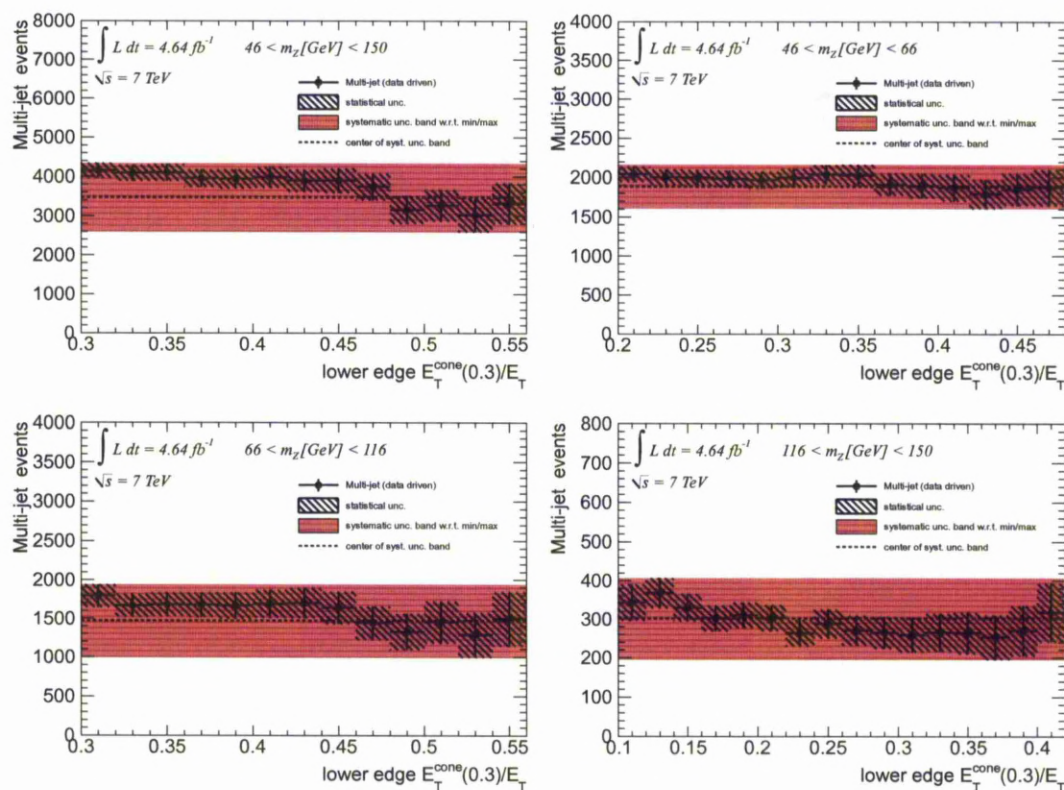 Multi-jet events
8000
7000
6000
5000
4000
3000
2000
1000
0
∫ L dt = 4.64 fb⁻¹ 46 < m_Z[GeV] < 150
√s = 7 TeV
Multi-jet (data driven)
statistical unc.
systematic unc. band w.r.t. min/max
center of syst. unc. band
0.3 0.35 0.4 0.45 0.5 0.55
lower edge E_T^cone(0.3)/E_T
Multi-jet events
4000
3500
3000
2500
2000
1500
1000
500
0
∫ L dt = 4.64 fb⁻¹ 46 < m_Z[GeV] < 66
√s = 7 TeV
Multi-jet (data driven)
statistical unc.
systematic unc. band w.r.t. min/max
center of syst. unc. band
0.2 0.25 0.3 0.35 0.4 0.45
lower edge E_T^cone(0.3)/E_T
Multi-jet events
4000
3500
3000
2500
2000
1500
1000
500
0
∫ L dt = 4.64 fb⁻¹ 66 < m_Z[GeV] < 116
√s = 7 TeV
Multi-jet (data driven)
statistical unc.
systematic unc. band w.r.t. min/max
center of syst. unc. band
0.3 0.35 0.4 0.45 0.5 0.55
lower edge E_T^cone(0.3)/E_T
Multi-jet events
800
700
600
500
400
300
200
100
0
∫ L dt = 4.64 fb⁻¹ 116 < m_Z[GeV] < 150
√s = 7 TeV
Multi-jet (data driven)
statistical unc.
systematic unc. band w.r.t. min/max
center of syst. unc. band
0.1 0.15 0.2 0.25 0.3 0.35 0.4
lower edge E_T^cone(0.3)/E_T